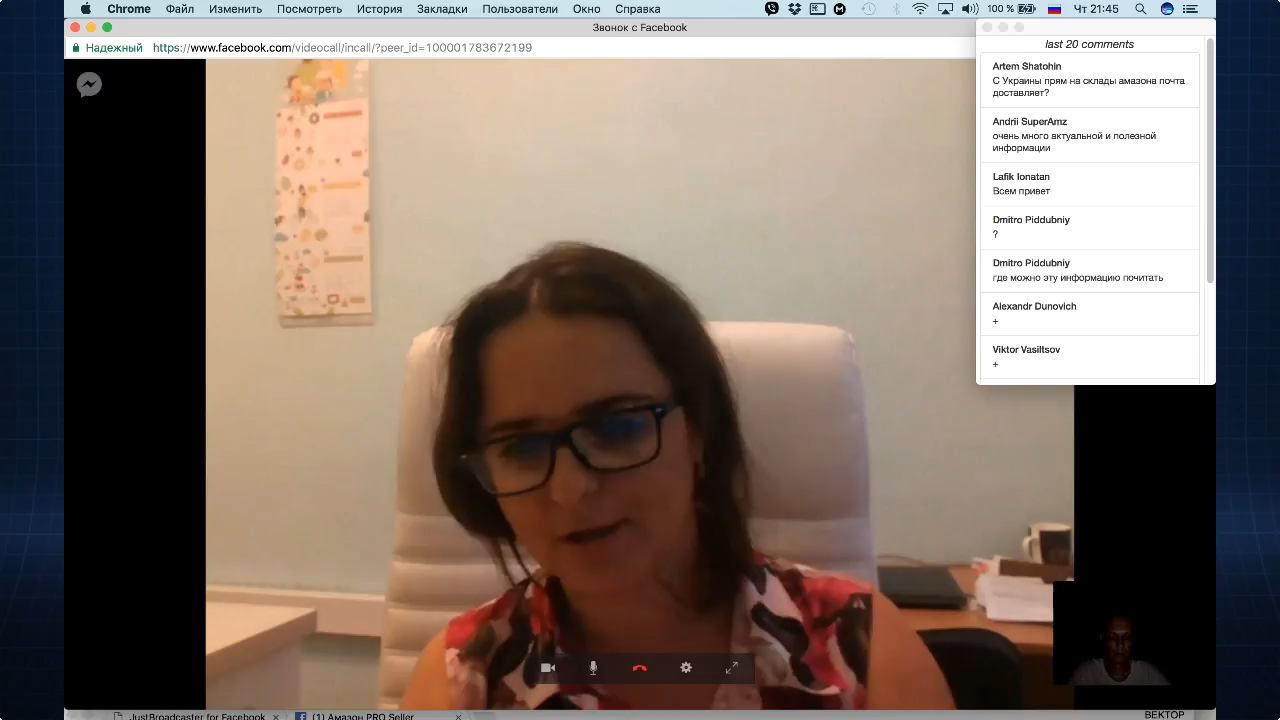 Chrome Файл Изменить Посмотреть История Закладки Пользователи Окно Справка 100 % Чт 21:45
Звонок с Facebook
Надежный https://www.facebook.com/videocall/incall/?peer_id=100001783672199
last 20 comments
Artem Shatohin
С Украины прям на склады амазона почта
доставляет?
Andrii SuperAmz
очень много актуальной и полезной
информации
Lafik Ionatan
Всем привет
Dmitro Piddubniy
?
Dmitro Piddubniy
где можно эту информацию почитать
Alexandr Dunovich
+
Viktor Vasiltsov
+
JustBroadcaster for Facebook (1) Амазон PRO Seller ВЕКТОР